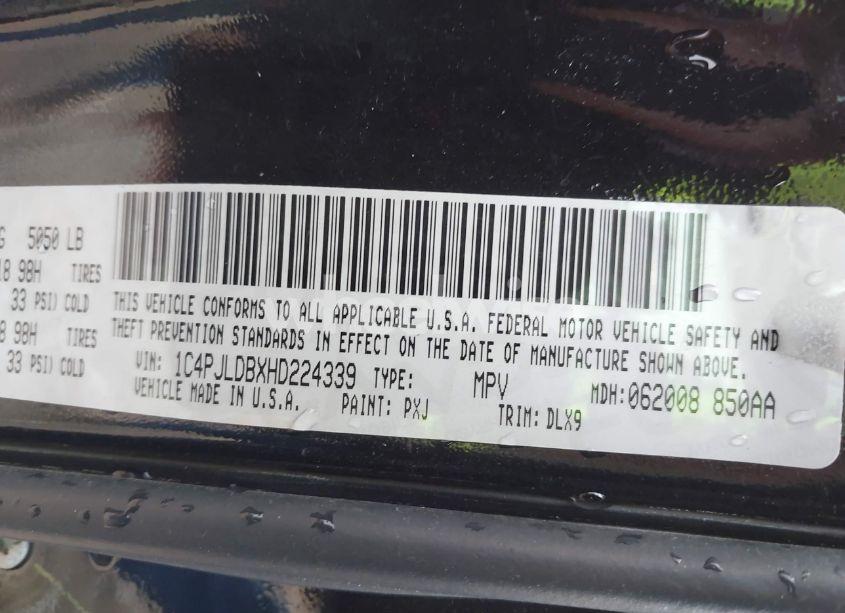 G 5050 LB
18 98H TIRES
33 PSI) COLD
8 98H TIRES
33 PSI) COLD
THIS VEHICLE CONFORMS TO ALL APPLICABLE U.S.A. FEDERAL MOTOR VEHICLE SAFETY AND
THEFT PREVENTION STANDARDS IN EFFECT ON THE DATE OF MANUFACTURE SHOWN ABOVE.
VIN: 1C4PJLDBXHD224339 TYPE: MPV MDH:062008 850AA
VEHICLE MADE IN U.S.A. PAINT: PXJ TRIM: DLX9